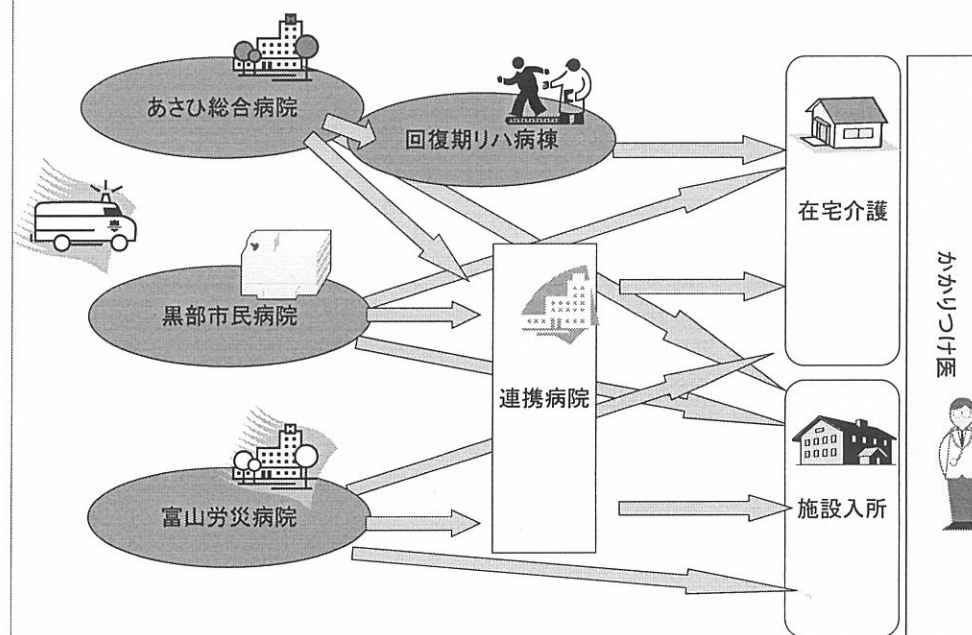 あさひ総合病院
回復期リハ病棟
在宅介護
黒部市民病院
連携病院
富山労災病院
施設入所
かかりつけ医